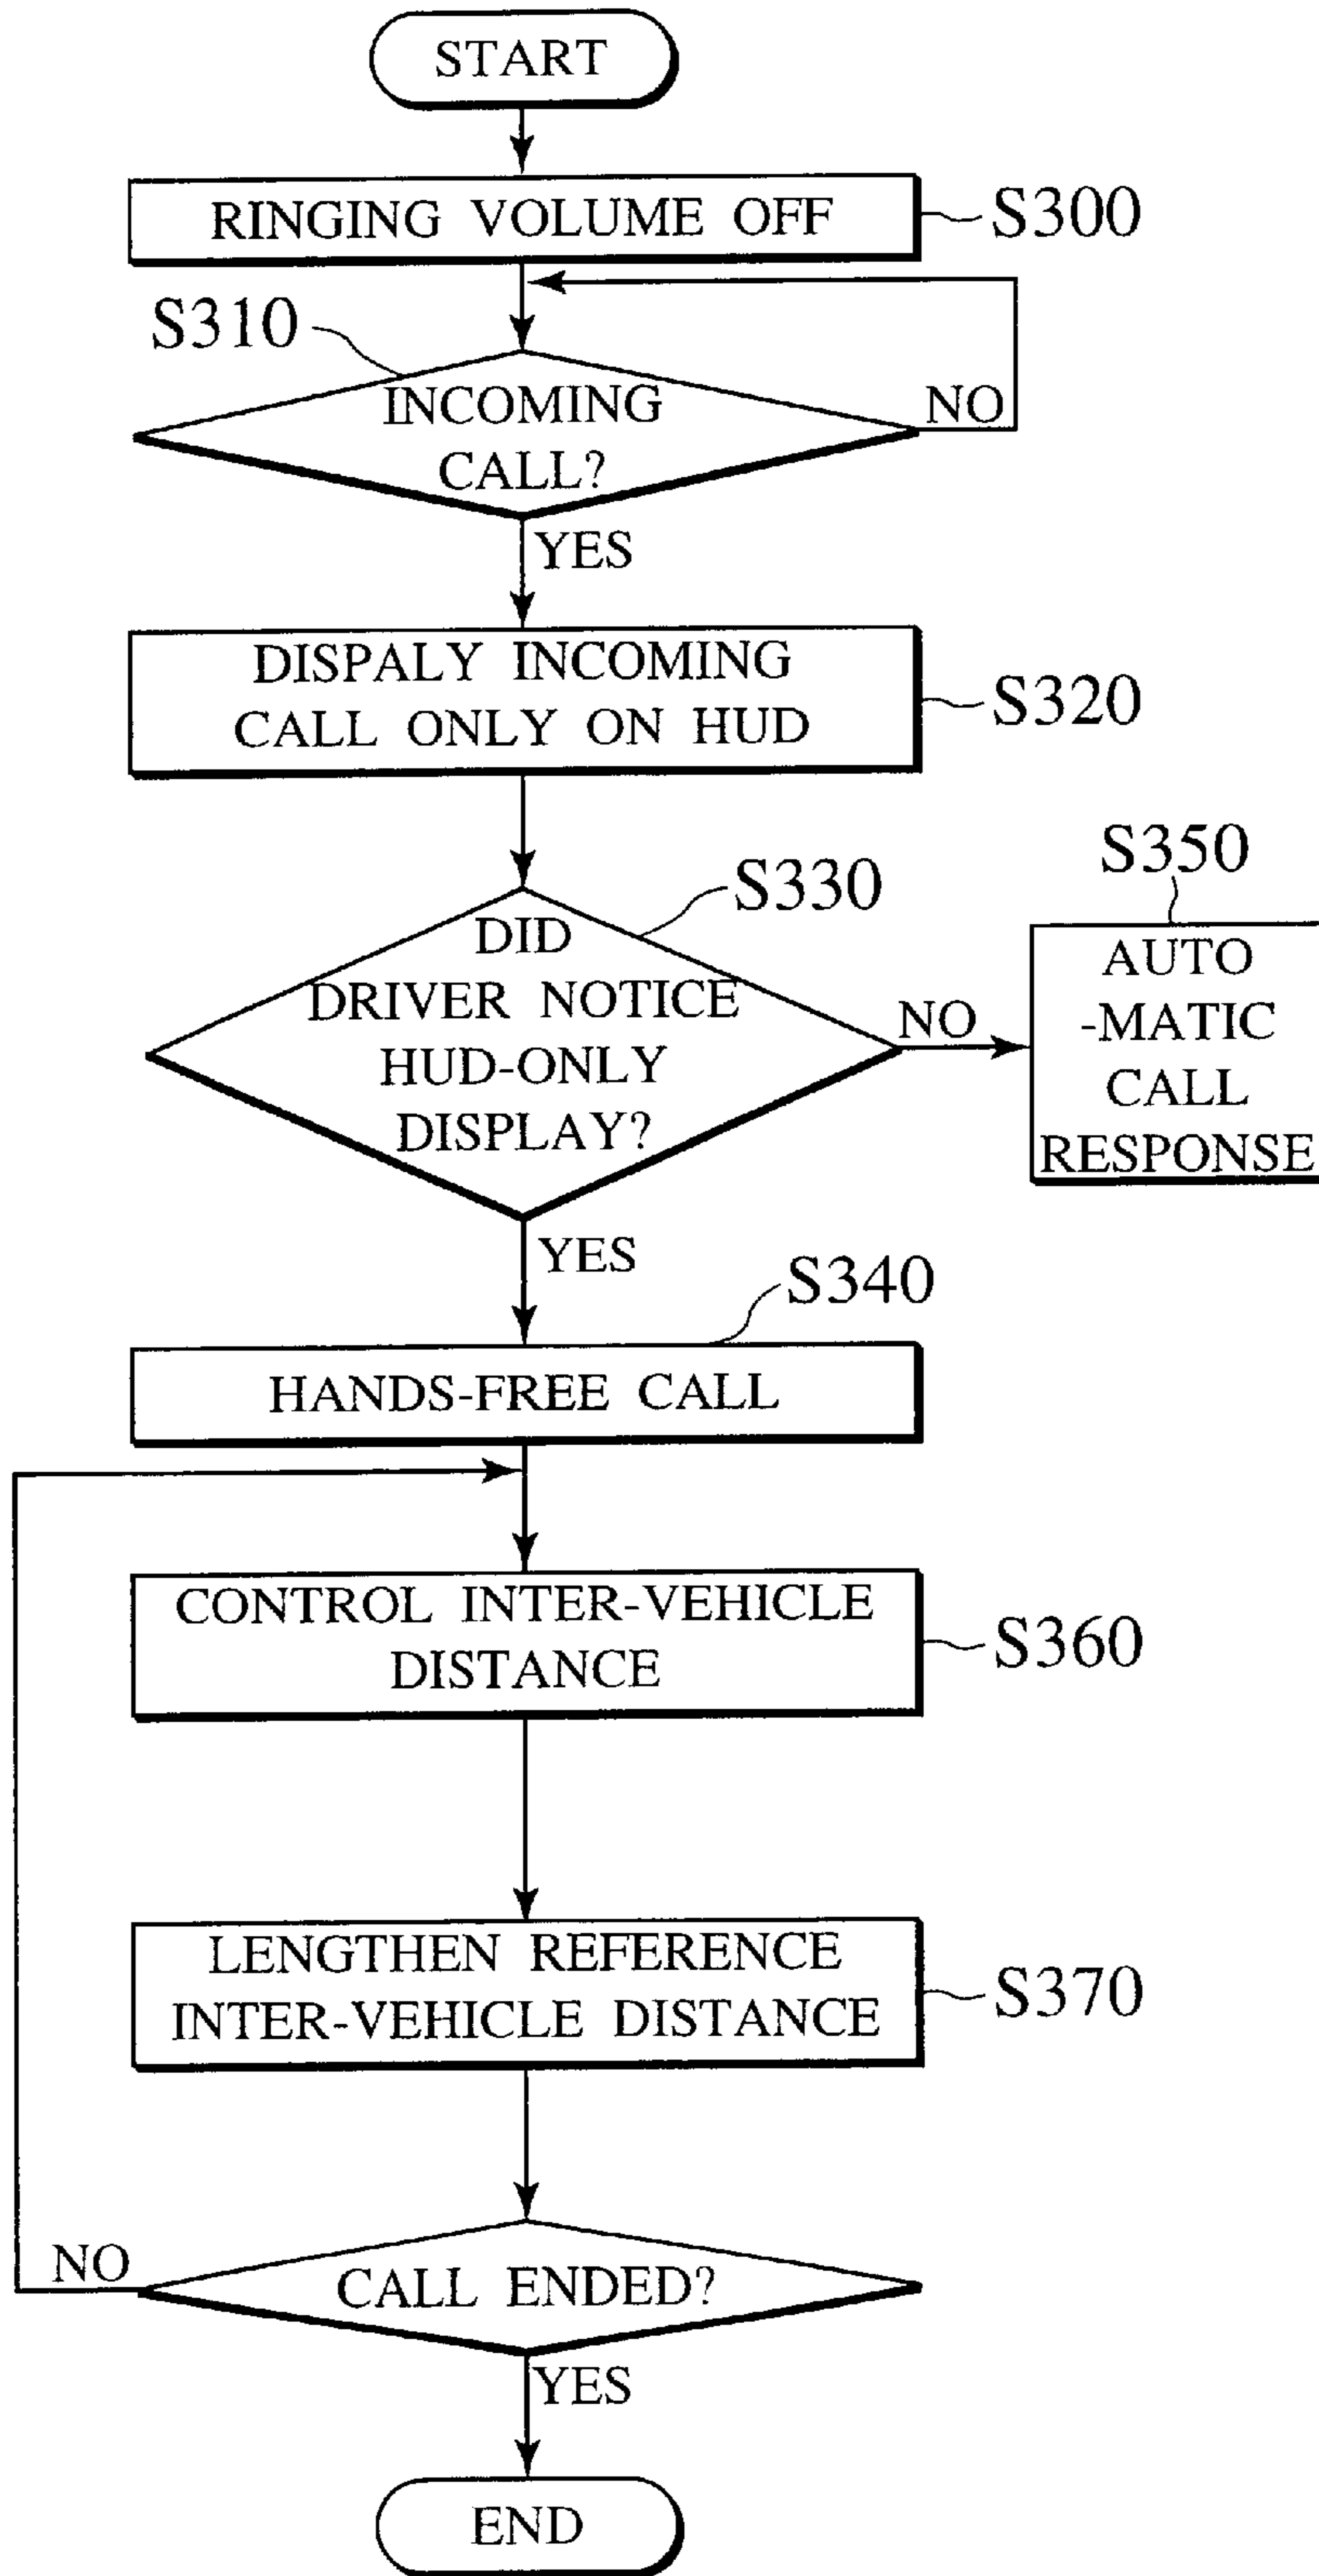 START
RINGING VOLUME OFF
S300
S310
INCOMING
CALL?
NO
YES
DISPALY INCOMING
CALL ONLY ON HUD
S320
S330
DID
DRIVER NOTICE
HUD-ONLY
DISPLAY?
NO
S350
AUTO
-MATIC
CALL
RESPONSE
YES
S340
HANDS-FREE CALL
CONTROL INTER-VEHICLE
DISTANCE
S360
LENGTHEN REFERENCE
INTER-VEHICLE DISTANCE
S370
NO
CALL ENDED?
YES
END